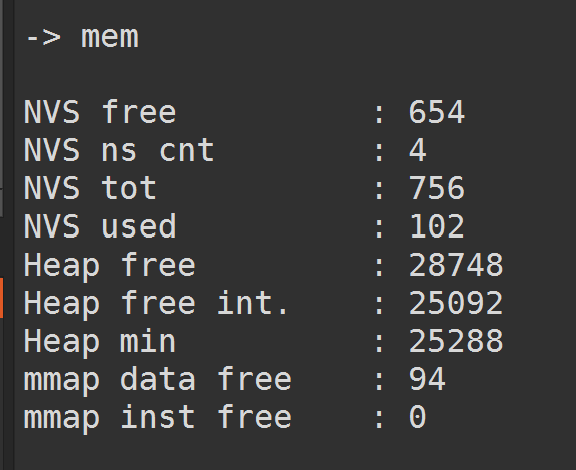 -> mem
NVS free : 654
NVS ns cnt : 4
NVS tot : 756
NVS used : 102
Heap free : 28748
Heap free int. : 25092
Heap min : 25288
mmap data free : 94
mmap inst free : 0